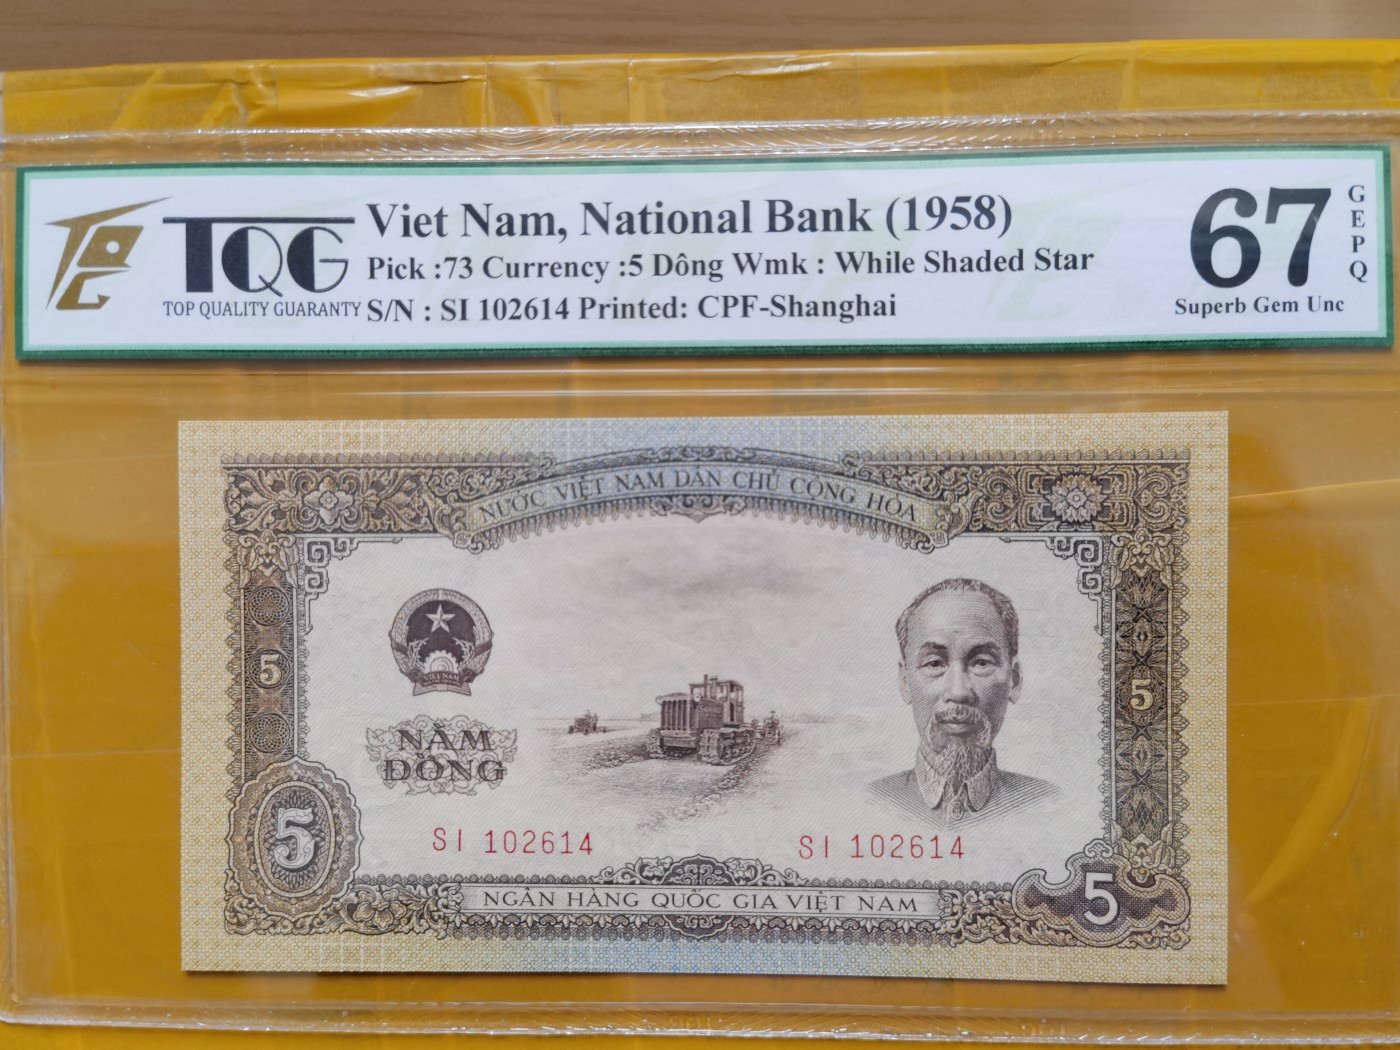 TQG
TOP QUALITY GUARANTY
Viet Nam, National Bank (1958)
Pick :73 Currency :5 Dông Wmk : While Shaded Star
S/N : SI 102614 Printed: CPF-Shanghai
67
GEPQ
Superb Gem Unc
NƯỚC VIỆT NAM DÂN CHỦ CỘNG HÒA
VIỆT NAM
5
5
NĂM
ĐỒNG
SI 102614
SI 102614
5
5
NGÂN HÀNG QUỐC GIA VIỆT NAM